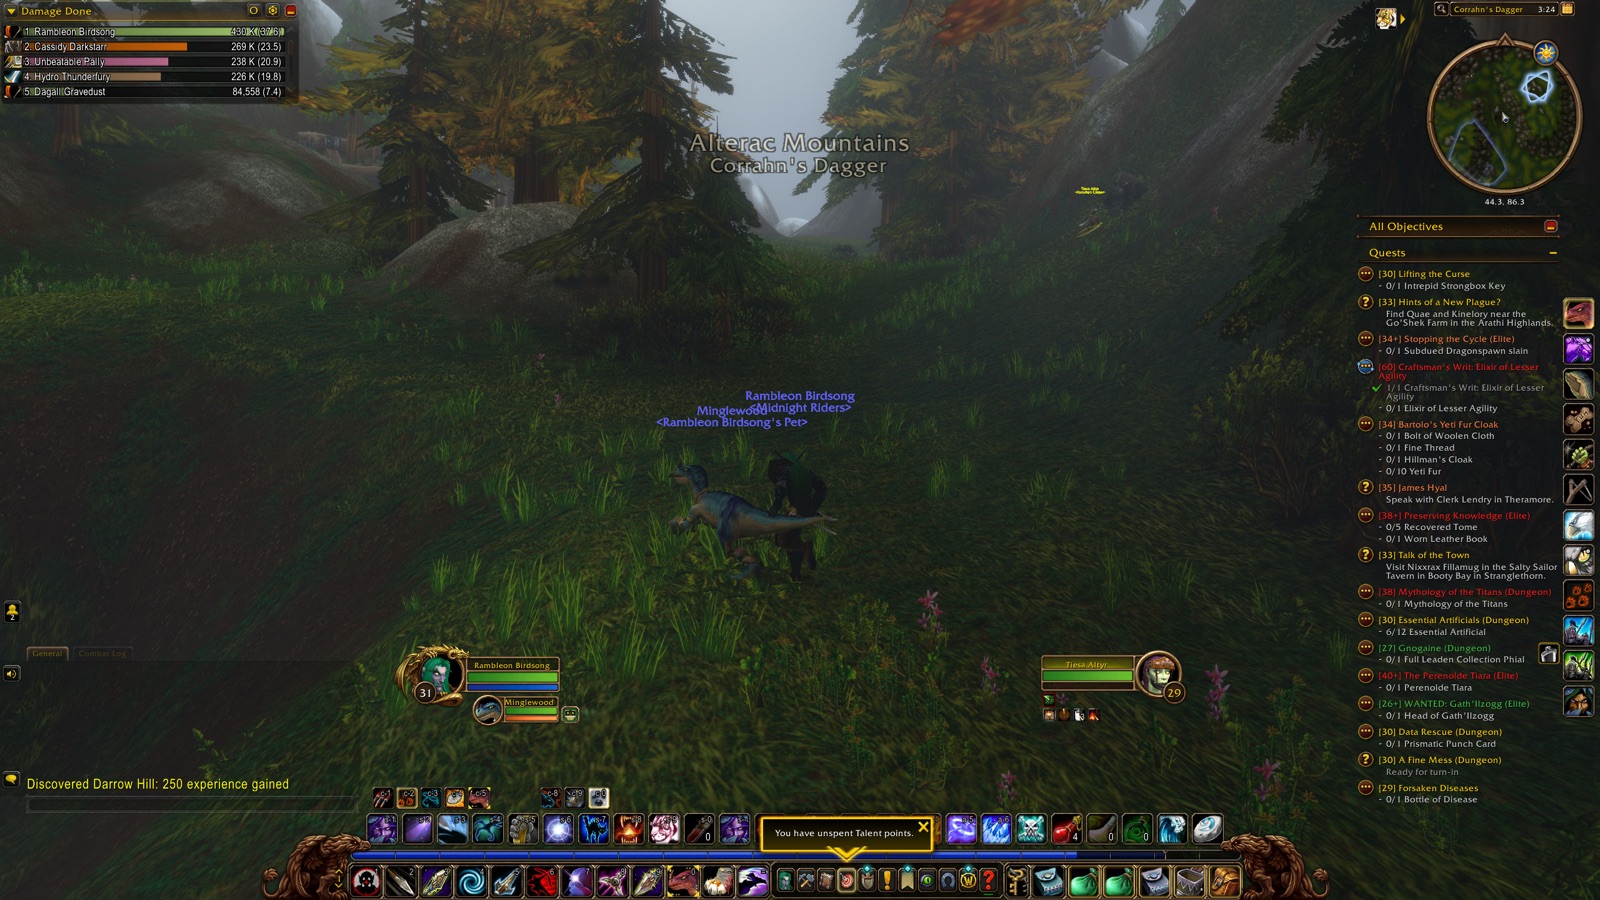 Damage Done
1. Rambleon Birdsong 430 K (37.6)
2. Cassidy Darkstarr 269 K (23.5)
3. Unbeatable Pally 238 K (20.9)
4. Hydro Thunderfury 226 K (19.8)
5. Dagall Gravedust 84,558 (7.4)
Corrahn's Dagger 3:24
Alterac Mountains
Corrahn's Dagger
44.3, 86.3
All Objectives
Quests
[30] Lifting the Curse
- 0/1 Intrepid Strongbox Key
[33] Hints of a New Plague?
Find Quae and Kinelory near the
Go'Shek Farm in the Arathi Highlands.
[34+] Stopping the Cycle (Elite)
- 0/1 Subdued Dragonspawn slain
[60] Craftsman's Writ: Elixir of Lesser
Agility
1/1 Craftsman's Writ: Elixir of Lesser
Agility
- 0/1 Elixir of Lesser Agility
[34] Bartolo's Yeti Fur Cloak
- 0/1 Bolt of Woolen Cloth
- 0/1 Fine Thread
- 0/1 Hillman's Cloak
- 0/10 Yeti Fur
[35] James Hyal
Speak with Clerk Lendry in Theramore.
[38+] Preserving Knowledge (Elite)
- 0/5 Recovered Tome
- 0/1 Worn Leather Book
[33] Talk of the Town
Visit Nixxrax Fillamug in the Salty Sailor
Tavern in Booty Bay in Stranglethorn.
[38] Mythology of the Titans (Dungeon)
- 0/1 Mythology of the Titans
[30] Essential Artificials (Dungeon)
- 6/12 Essential Artificial
[27] Gnogaine (Dungeon)
- 0/1 Full Leaden Collection Phial
[40+] The Perenolde Tiara (Elite)
- 0/1 Perenolde Tiara
[26+] WANTED: Gath'Ilzogg (Elite)
- 0/1 Head of Gath'Ilzogg
[30] Data Rescue (Dungeon)
- 0/1 Prismatic Punch Card
[30] A Fine Mess (Dungeon)
Ready for turn-in
[29] Forsaken Diseases
- 0/1 Bottle of Disease
Rambleon Birdsong
<Midnight Riders>
Minglewood
<Rambleon Birdsong's Pet>
2
General Combat Log
Rambleon Birdsong
31
Minglewood
Tiesa Altyr
29
Discovered Darrow Hill: 250 experience gained
You have unspent Talent points.